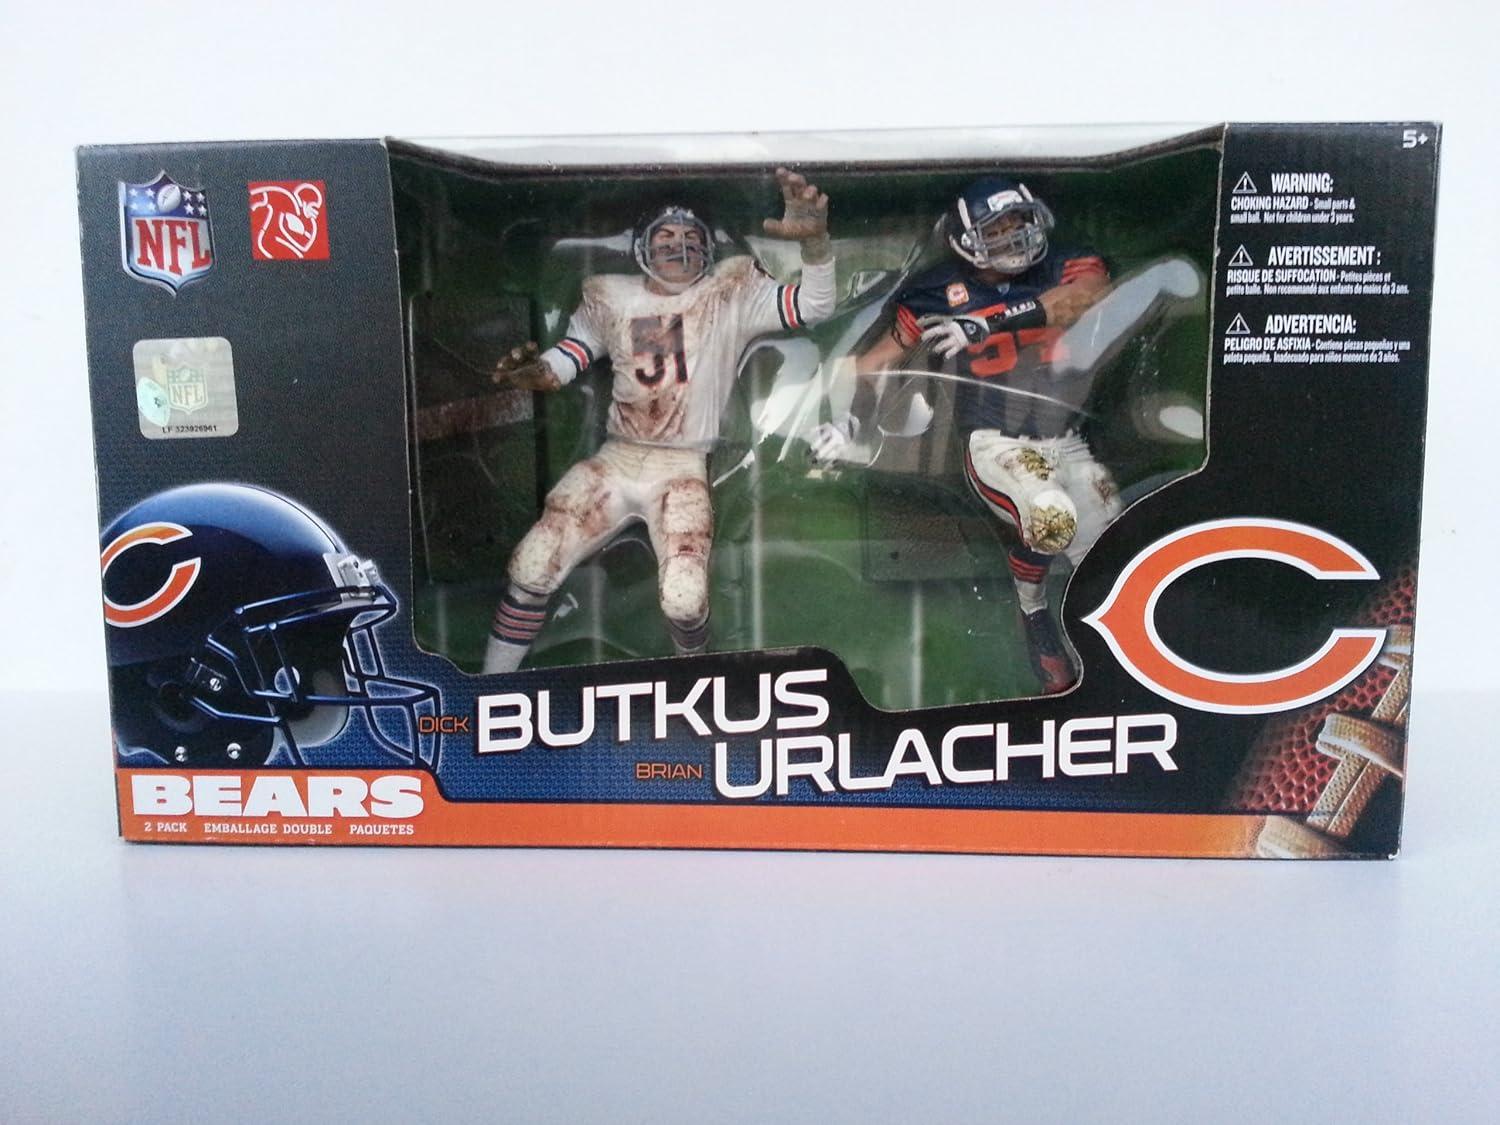 5+
NFL
NFL
LF 323926961
WARNING:
CHOKING HAZARD - Small parts &
small ball. Not for children under 3 years.
AVERTISSEMENT :
RISQUE DE SUFFOCATION - Petites pièces et
petite balle. Non recommandé aux enfants de moins de 3 ans.
ADVERTENCIA:
PELIGRO DE ASFIXIA - Contiene piezas pequeñas y una
pelota pequeña. Inadecuado para niños menores de 3 años.
51
54
C
DICK BUTKUS
BRIAN URLACHER
BEARS
2 PACK EMBALLAGE DOUBLE PAQUETES